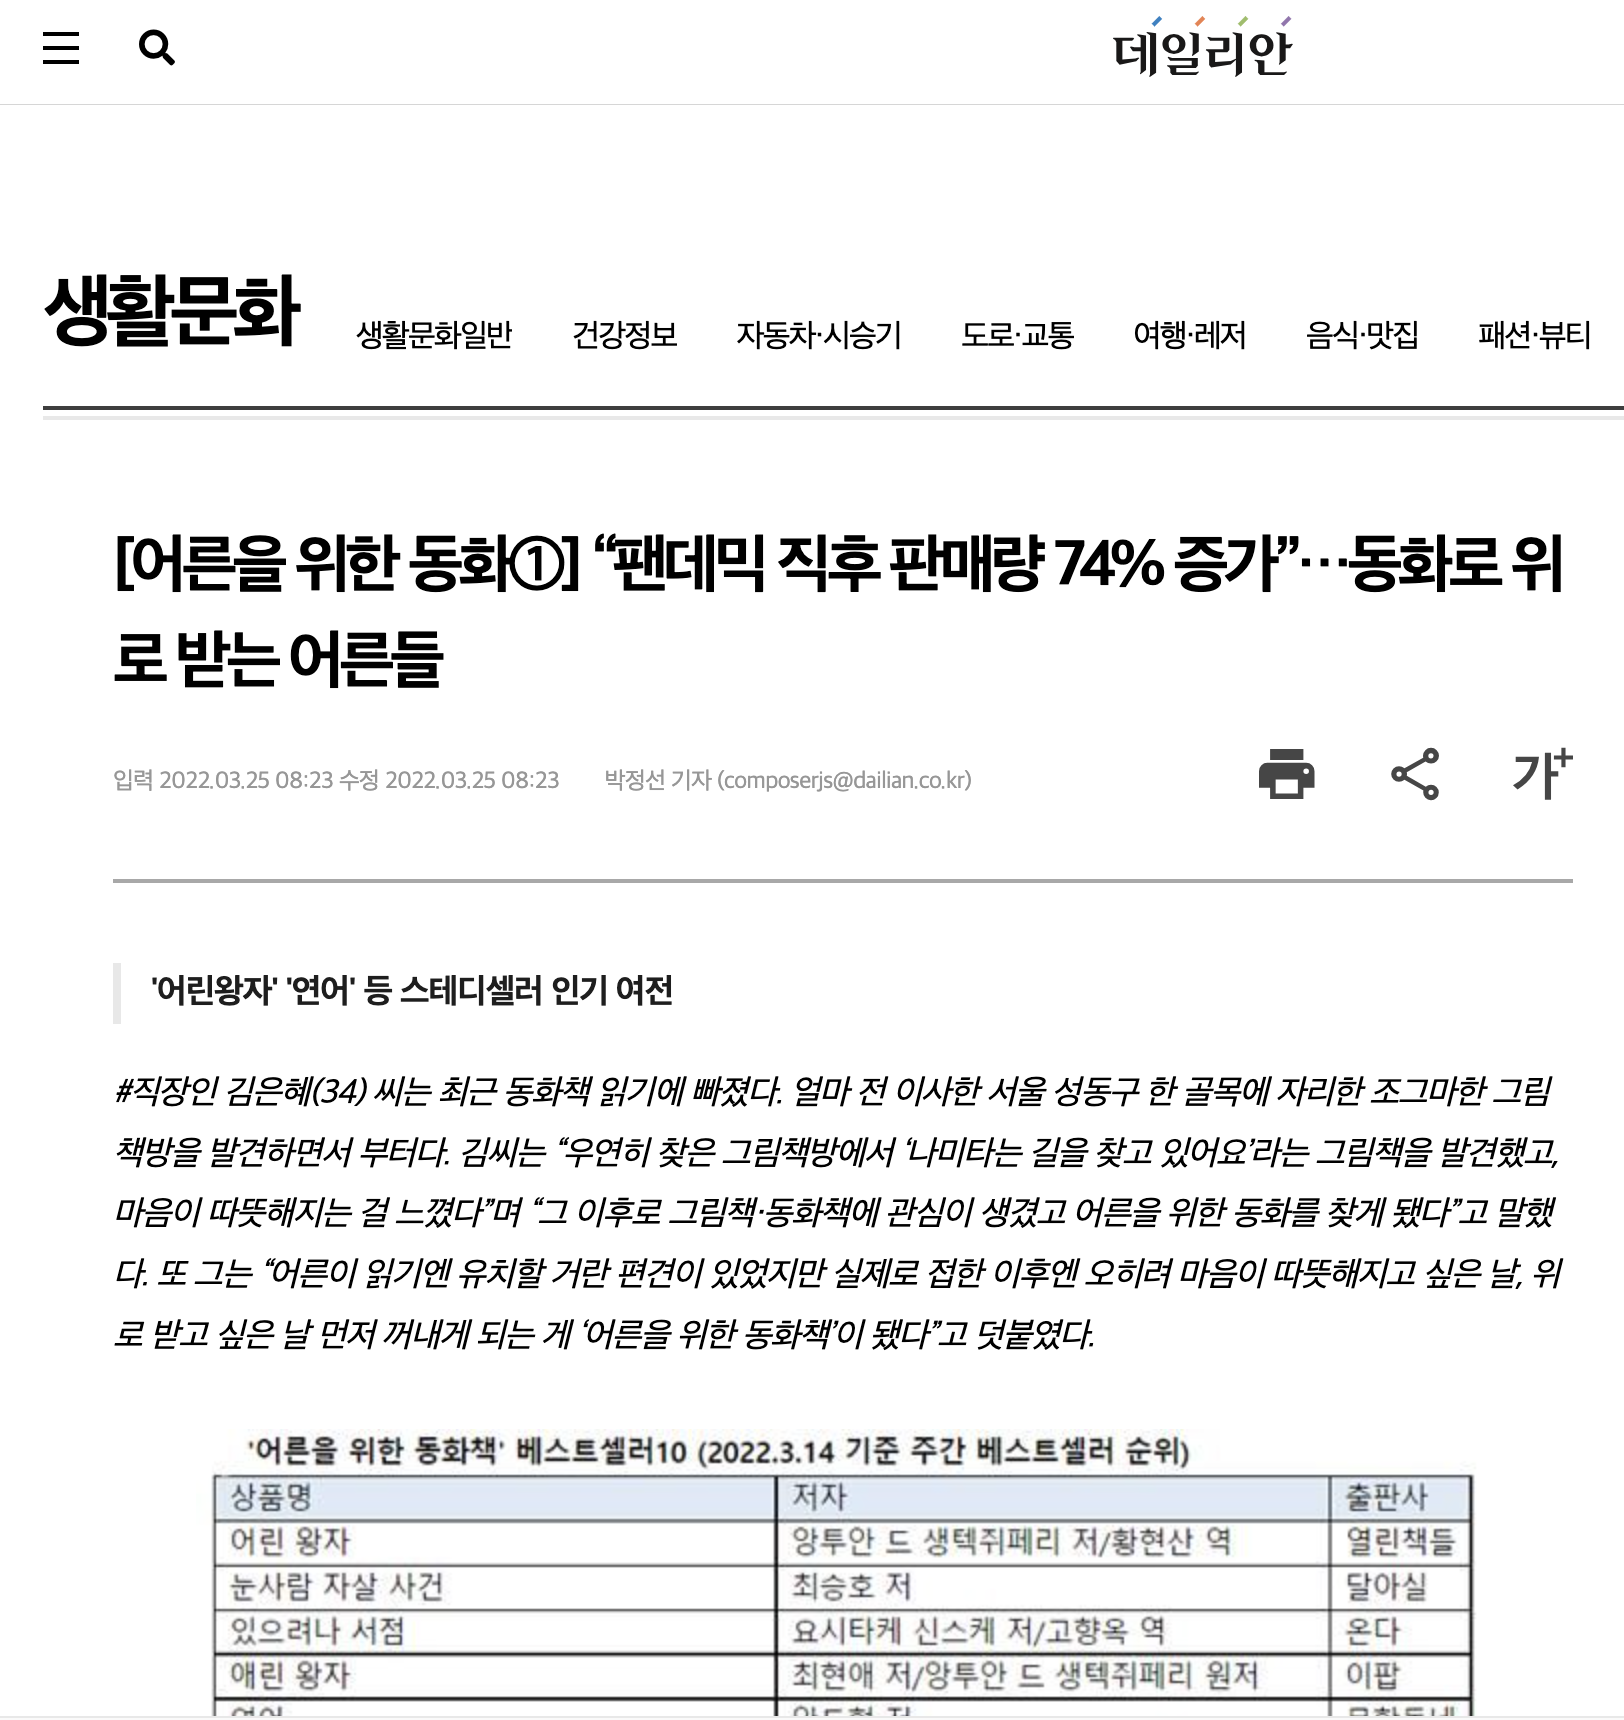 데일리안
생활문화
생활문화일반 건강정보 자동차·시승기 도로·교통 여행·레저 음식·맛집 패션·뷰티
[어른을 위한 동화①] “팬데믹 직후 판매량 74% 증가”…동화로 위
로 받는 어른들
입력 2022.03.25 08:23 수정 2022.03.25 08:23 박정선 기자 (composerjs@dailian.co.kr)
가+
'어린왕자' '연어' 등 스테디셀러 인기 여전
#직장인 김은혜(34) 씨는 최근 동화책 읽기에 빠졌다. 얼마 전 이사한 서울 성동구 한 골목에 자리한 조그마한 그림
책방을 발견하면서 부터다. 김씨는 “우연히 찾은 그림책방에서 ‘나미타는 길을 찾고 있어요’라는 그림책을 발견했고,
마음이 따뜻해지는 걸 느꼈다”며 “그 이후로 그림책·동화책에 관심이 생겼고 어른을 위한 동화를 찾게 됐다”고 말했
다. 또 그는 “어른이 읽기엔 유치할 거란 편견이 있었지만 실제로 접한 이후엔 오히려 마음이 따뜻해지고 싶은 날, 위
로 받고 싶은 날 먼저 꺼내게 되는 게 ‘어른을 위한 동화책’이 됐다”고 덧붙였다.
'어른을 위한 동화책' 베스트셀러10 (2022.3.14 기준 주간 베스트셀러 순위)
상품명 저자 출판사
어린 왕자 앙투안 드 생텍쥐페리 저/황현산 역 열린책들
눈사람 자살 사건 최승호 저 달아실
있으려나 서점 요시타케 신스케 저/고향옥 역 온다
애린 왕자 최현애 저/앙투안 드 생텍쥐페리 원저 이팝